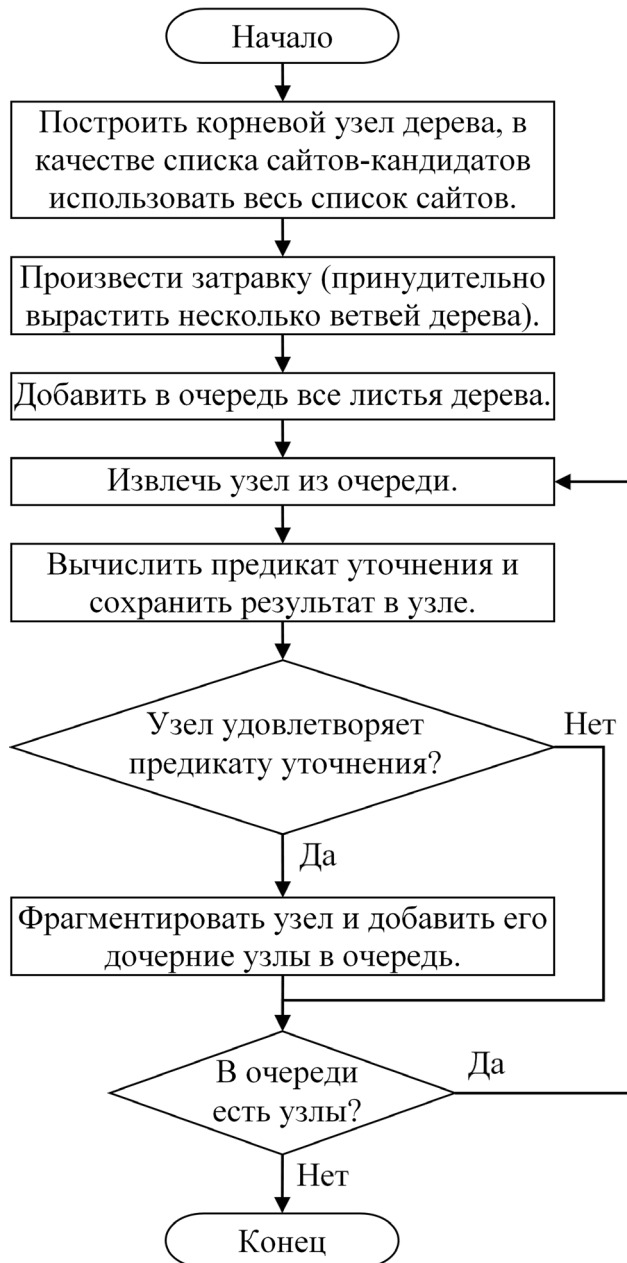 Начало
Построить корневой узел дерева, в
качестве списка сайтов-кандидатов
использовать весь список сайтов.
Произвести затравку (принудительно
вырастить несколько ветвей дерева).
Добавить в очередь все листья дерева.
Извлечь узел из очереди.
Вычислить предикат уточнения и
сохранить результат в узле.
Узел удовлетворяет
предикату уточнения?
Нет
Да
Фрагментировать узел и добавить его
дочерние узлы в очередь.
В очереди
есть узлы?
Да
Нет
Конец